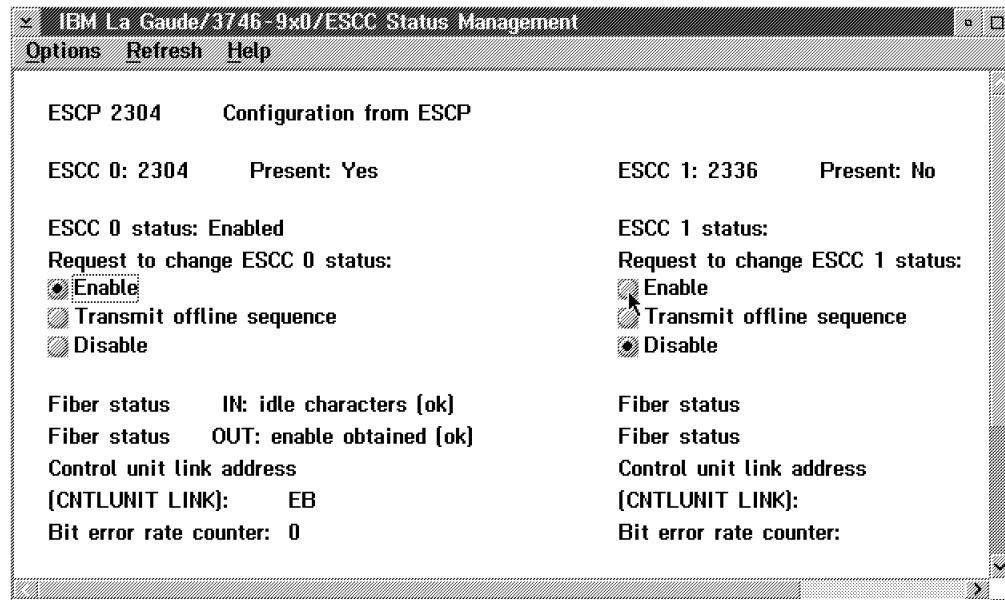 IBM La Gaude/3746-9x0/ESCC Status Management
Options Refresh Help
ESCP 2304 Configuration from ESCP
ESCC 0: 2304 Present: Yes ESCC 1: 2336 Present: No
ESCC 0 status: Enabled ESCC 1 status:
Request to change ESCC 0 status: Request to change ESCC 1 status:
Enable Enable
Transmit offline sequence Transmit offline sequence
Disable Disable
Fiber status IN: idle characters (ok) Fiber status
Fiber status OUT: enable obtained (ok) Fiber status
Control unit link address Control unit link address
(CNTLUNIT LINK): EB (CNTLUNIT LINK):
Bit error rate counter: 0 Bit error rate counter: